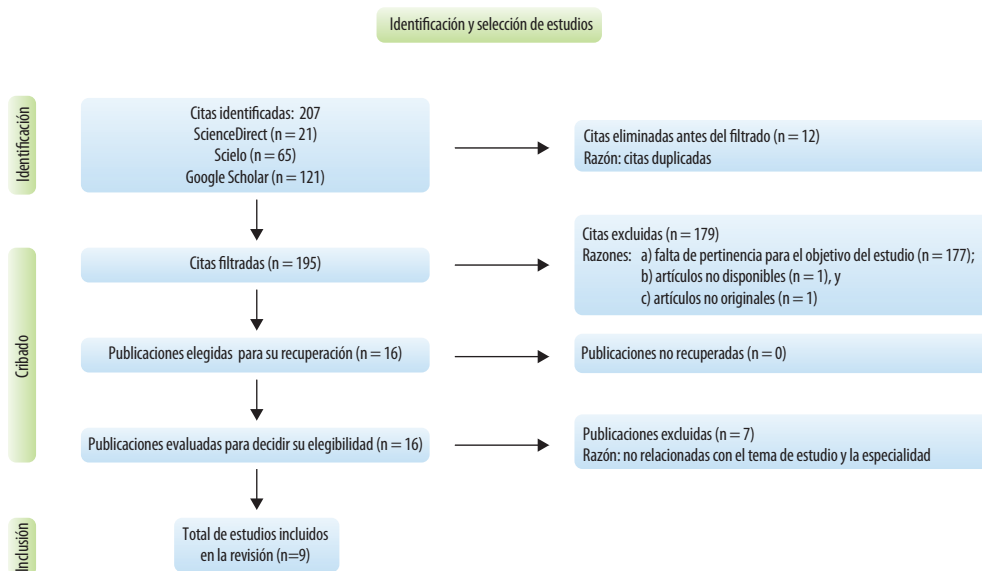 Identificación y selección de estudios
Identificación
Citas identificadas: 207
ScienceDirect (n = 21)
Scielo (n = 65)
Google Scholar (n = 121)
Citas eliminadas antes del filtrado (n = 12)
Razón: citas duplicadas
Cribado
Citas filtradas (n = 195)
Citas excluidas (n = 179)
Razones: a) falta de pertinencia para el objetivo del estudio (n = 177);
b) artículos no disponibles (n = 1), y
c) artículos no originales (n = 1)
Publicaciones elegidas para su recuperación (n = 16)
Publicaciones no recuperadas (n = 0)
Publicaciones evaluadas para decidir su elegibilidad (n = 16)
Publicaciones excluidas (n = 7)
Razón: no relacionadas con el tema de estudio y la especialidad
Inclusión
Total de estudios incluidos
en la revisión (n=9)